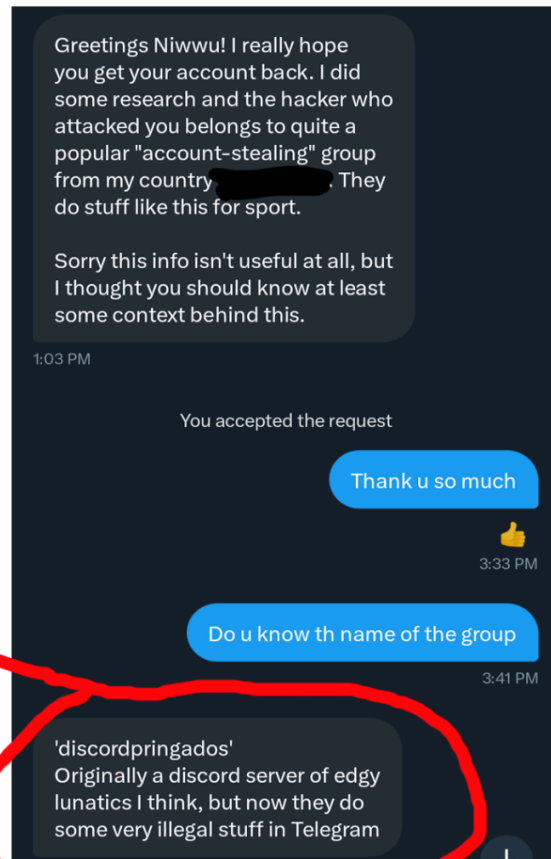 Greetings Niwwu! I really hope
you get your account back. I did
some research and the hacker who
attacked you belongs to quite a
popular "account-stealing" group
from my country . They
do stuff like this for sport.
Sorry this info isn't useful at all, but
I thought you should know at least
some context behind this.
1:03 PM
You accepted the request
Thank u so much
3:33 PM
Do u know th name of the group
3:41 PM
'discordpringados'
Originally a discord server of edgy
lunatics I think, but now they do
some very illegal stuff in Telegram